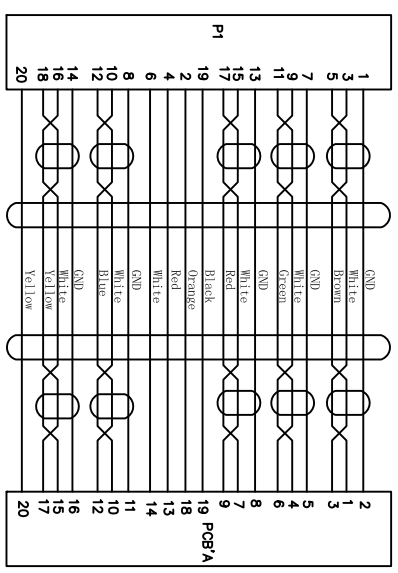 P1 PCB'A
1 GND 2
3 White 1
5 Brown 3
7 GND 5
9 White 4
11 Green 6
13 GND 8
15 White 7
17 Red 9
19 Black 19
2 Orange 18
4 Red 13
6 White 14
8 GND 11
10 White 10
12 Blue 12
14 GND 16
16 White 15
18 Yellow 17
20 Yellow 20